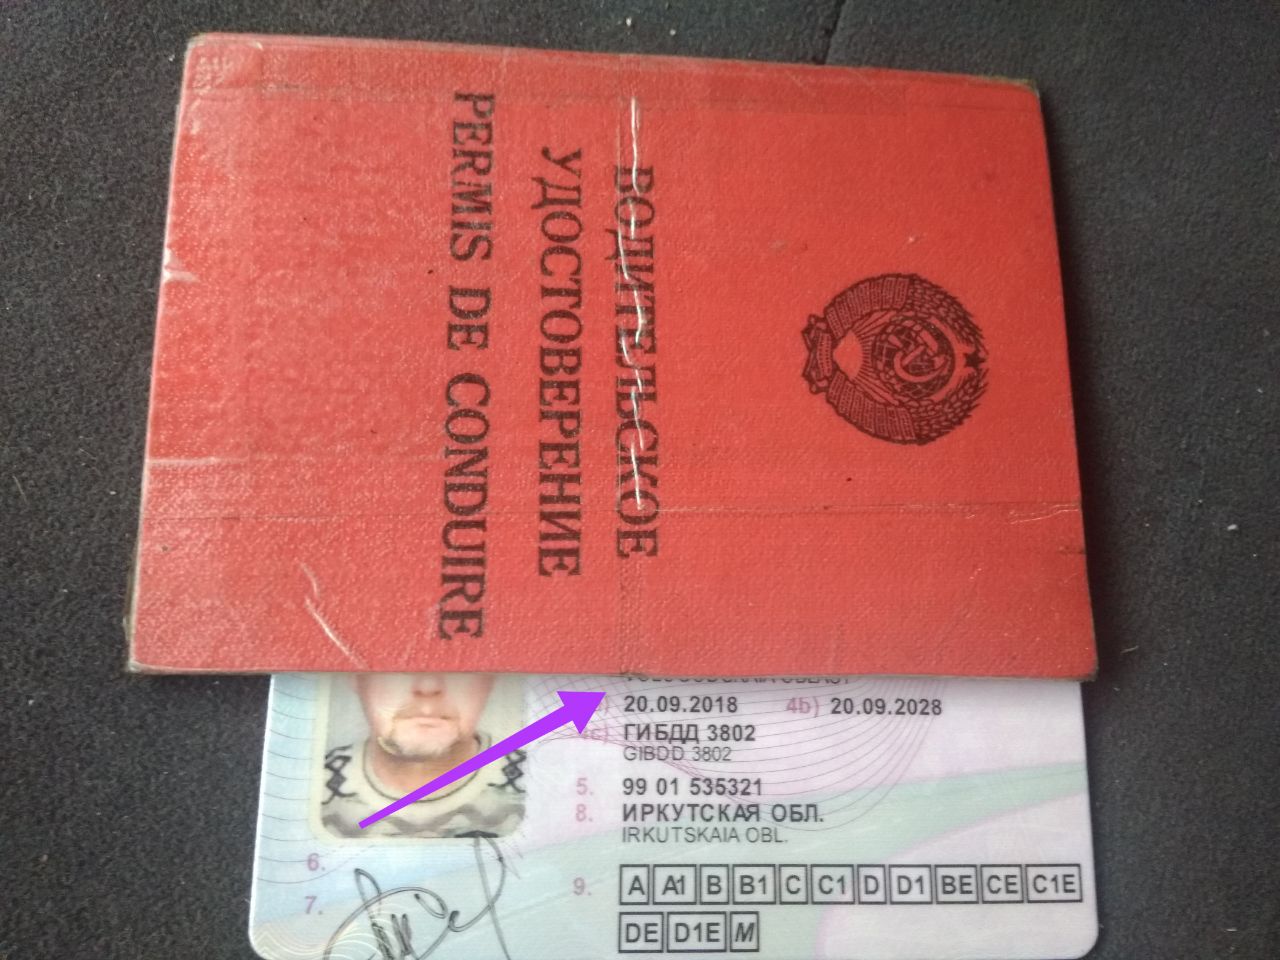 ВОДИТЕЛЬСКОЕ
УДОСТОВЕРЕНИЕ
PERMIS DE CONDUIRE
20.09.2018 4b) 20.09.2028
ГИБДД 3802
GIBDD 3802
5. 99 01 535321
8. ИРКУТСКАЯ ОБЛ.
IRKUTSKAIA OBL.
6.
7.
9. A A1 B B1 C C1 D D1 BE CE C1E
DE D1E M